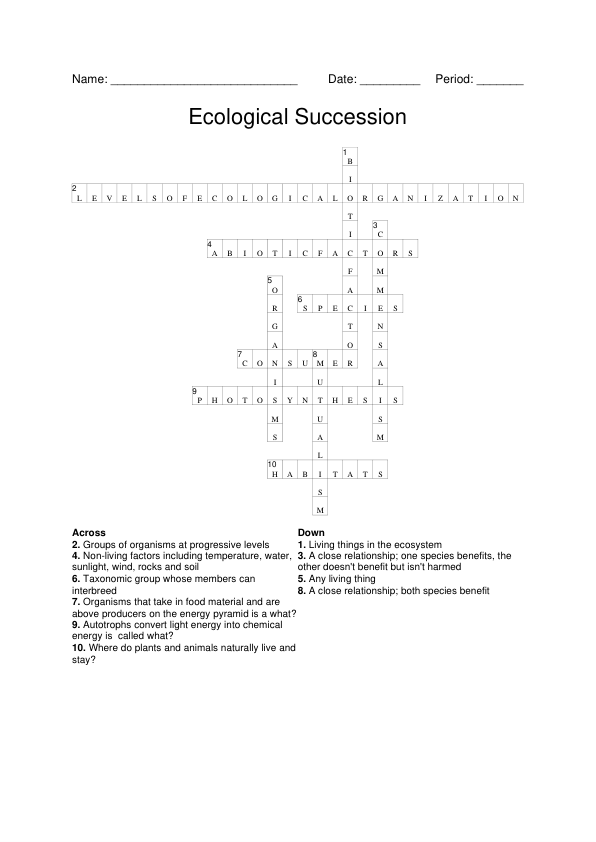 Name: ____________________________ Date: _________ Period: _______
Ecological Succession
1
B
I
2
L E V E L S O F E C O L O G I C A L O R G A N I Z A T I O N
T
3
I C
4
A B I O T I C F A C T O R S
F M
5
O A M
6
R S P E C I E S
G T N
A O S
7 8
C O N S U M E R A
I U L
9
P H O T O S Y N T H E S I S
M U S
S A M
L
10
H A B I T A T S
S
M
Across
2. Groups of organisms at progressive levels
4. Non-living factors including temperature, water,
sunlight, wind, rocks and soil
6. Taxonomic group whose members can
interbreed
7. Organisms that take in food material and are
above producers on the energy pyramid is a what?
9. Autotrophs convert light energy into chemical
energy is  called what?
10. Where do plants and animals naturally live and
stay?
Down
1. Living things in the ecosystem
3. A close relationship; one species benefits, the
other doesn't benefit but isn't harmed
5. Any living thing
8. A close relationship; both species benefit